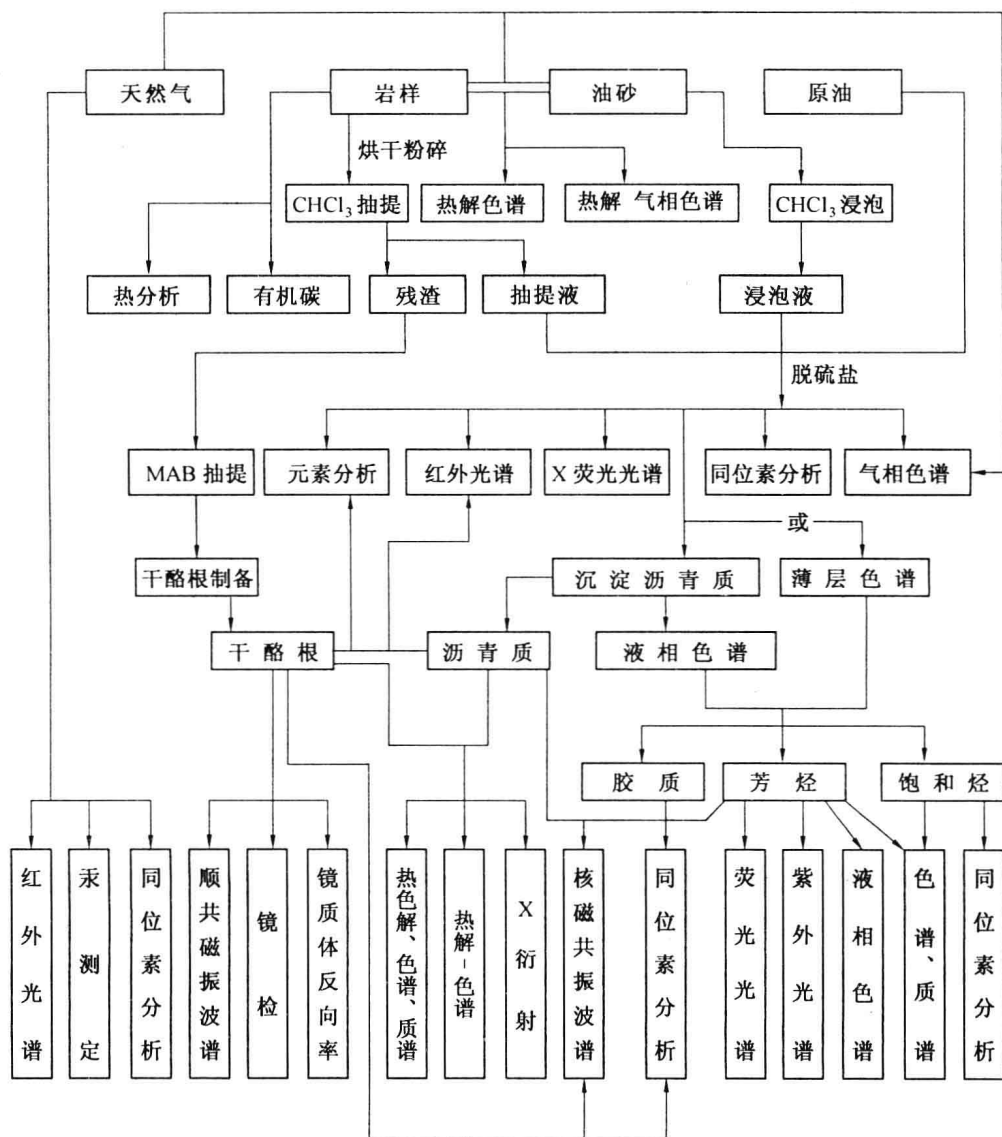 天然气
岩样
油砂
原油
烘干粉碎
CHCl₃抽提
热解色谱
热解 气相色谱
CHCl₃浸泡
热分析
有机碳
残渣
抽提液
浸泡液
脱硫盐
MAB抽提
元素分析
红外光谱
X荧光光谱
同位素分析
气相色谱
或
干酪根制备
沉淀沥青质
薄层色谱
干酪根
沥青质
液相色谱
胶质
芳烃
饱和烃
红外光谱
汞测定
同位素分析
顺共磁振波谱
镜检
镜质体反向率
热色解、色谱、质谱
热解-色谱
X衍射
核磁共振波谱
同位素分析
荧光光谱
紫外光谱
液相色谱
色谱、质谱
同位素分析